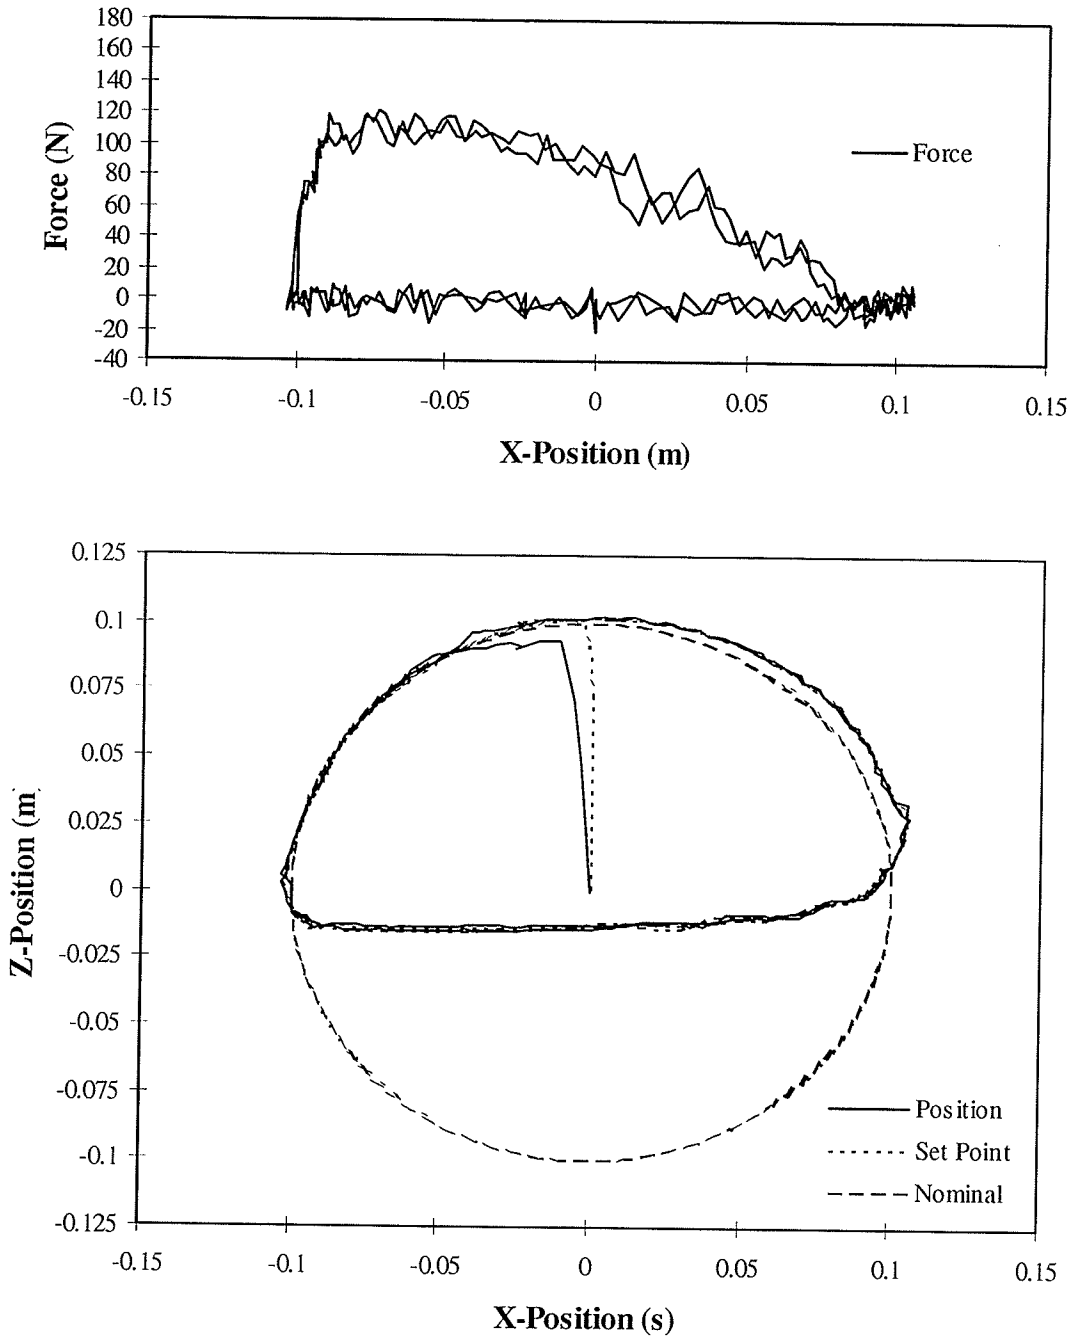 180
160
140
120
100
80
60
40
20
0
-20
-40
Force (N)
Force
-0.15 -0.1 -0.05 0 0.05 0.1 0.15
X-Position (m)
0.125
0.1
0.075
0.05
0.025
0
-0.025
-0.05
-0.075
-0.1
-0.125
Z-Position (m)
Position
Set Point
Nominal
-0.15 -0.1 -0.05 0 0.05 0.1 0.15
X-Position (s)